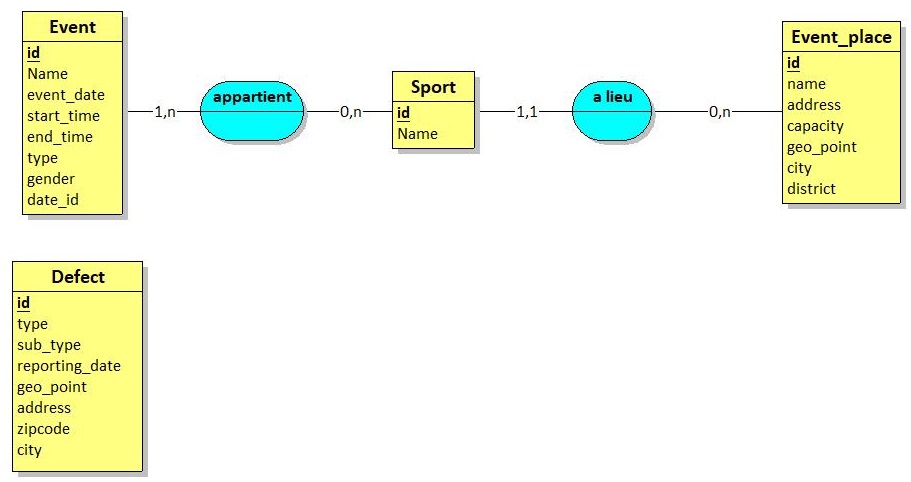 Event
id
Name
event_date
start_time
end_time
type
gender
date_id
1,n
appartient
0,n
Sport
id
Name
1,1
a lieu
0,n
Event_place
id
name
address
capacity
geo_point
city
district
Defect
id
type
sub_type
reporting_date
geo_point
address
zipcode
city